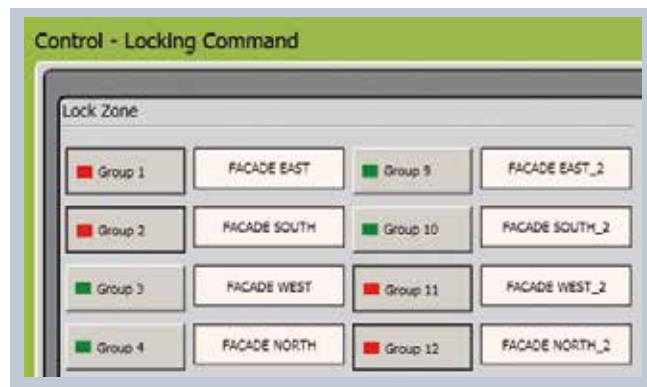 Control - Locking Command
Lock Zone
Group 1 FACADE EAST Group 9 FACADE EAST_2
Group 2 FACADE SOUTH Group 10 FACADE SOUTH_2
Group 3 FACADE WEST Group 11 FACADE WEST_2
Group 4 FACADE NORTH Group 12 FACADE NORTH_2